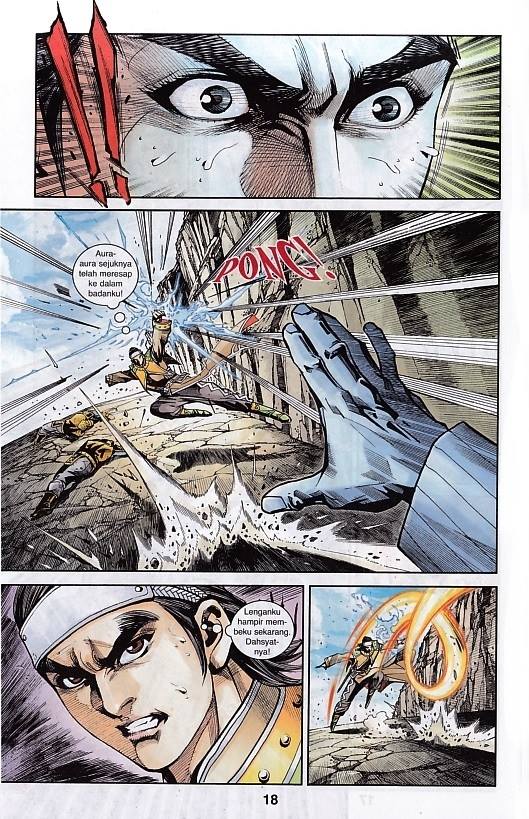 !!
Aura-
aura sejuknya
telah meresap
ke dalam
badanku!
PONG!
Lenganku
hampir mem-
beku sekarang.
Dahsyat-
nya!
18